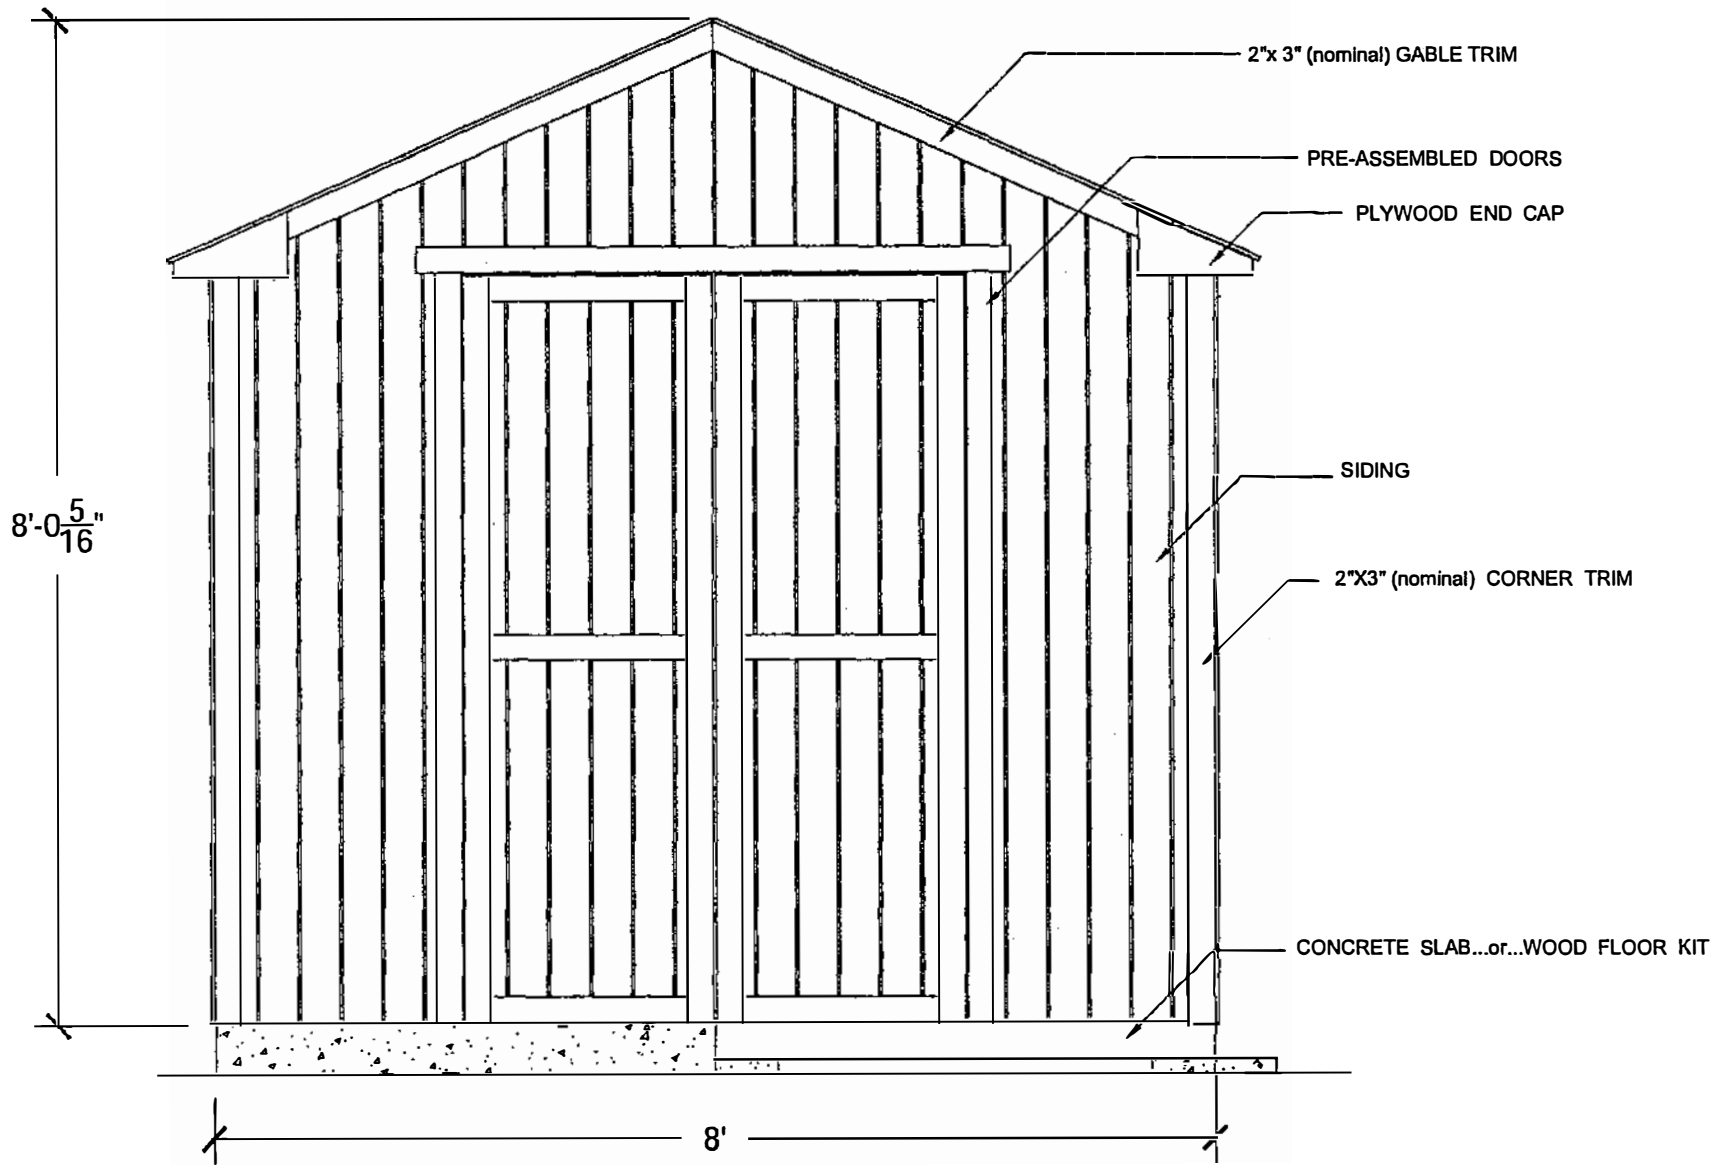 2"x 3" (nominal) GABLE TRIM
PRE-ASSEMBLED DOORS
PLYWOOD END CAP
SIDING
8'-0 5/16"
2"X3" (nominal) CORNER TRIM
CONCRETE SLAB...or...WOOD FLOOR KIT
8'